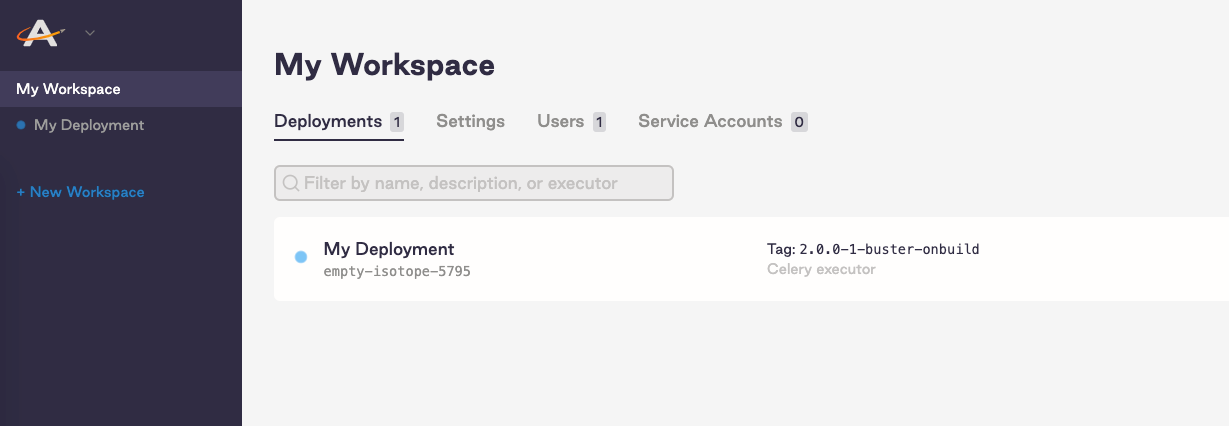 My Workspace
My Deployment
+ New Workspace
My Workspace
Deployments 1 Settings Users 1 Service Accounts 0
Filter by name, description, or executor
My Deployment
empty-isotope-5795
Tag: 2.0.0-1-buster-onbuild
Celery executor